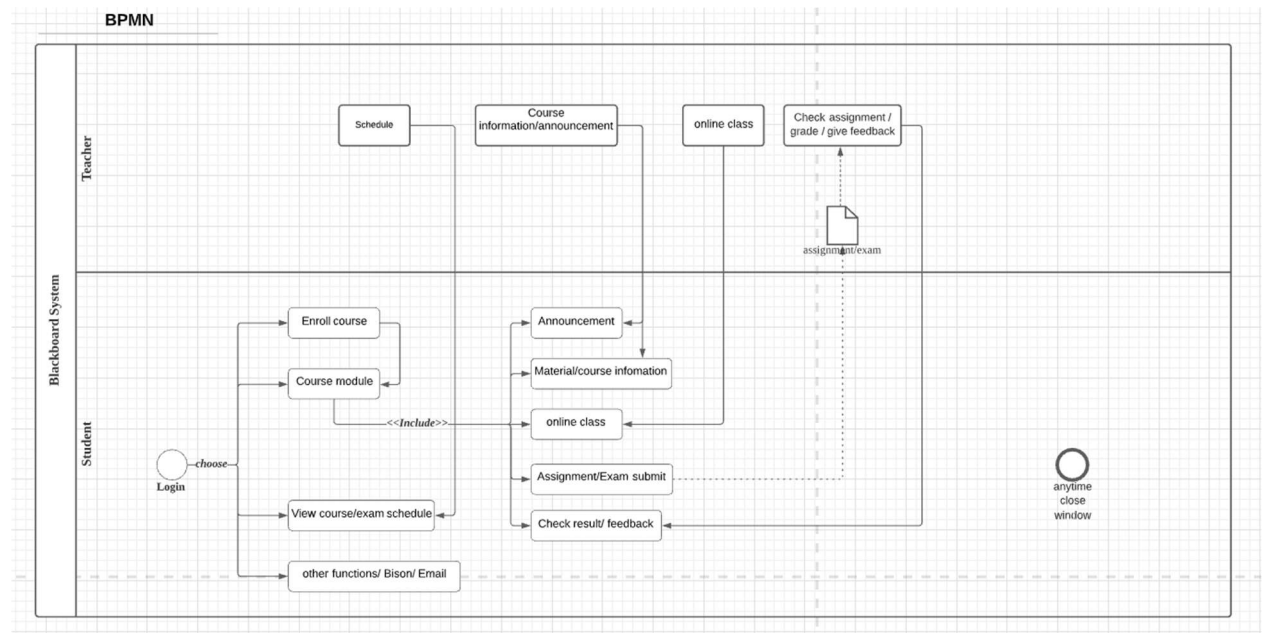 BPMN
Blackboard System
Teacher
Schedule
Course
information/announcement
online class
Check assignment /
grade / give feedback
assignment/exam
Student
Enroll course
Course module
<<Include>>
choose
Login
View course/exam schedule
other functions/ Bison/ Email
Announcement
Material/course infomation
online class
Assignment/Exam submit
Check result/ feedback
anytime
close
window